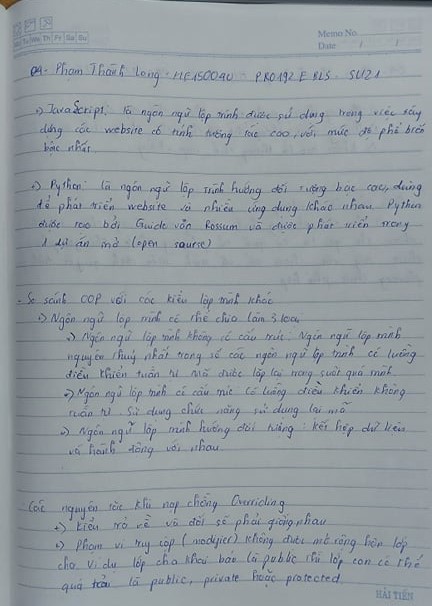 Mo Tu We Th Fr Sa Su
Memo No.
Date / /
04 - Phạm Thành Long - HE150040 PRO192 E BL5 - SU21
+) JavaScript: là ngôn ngữ lập trình được sử dụng trong việc xây
dựng các website có tính tương tác cao, với mức độ phổ biến
bậc nhất.
+) Python: là ngôn ngữ lập trình hướng đối tượng bậc cao, dùng
để phát triển website và nhiều ứng dụng khác nhau. Python
được tạo bởi Guido vōn Rossum và được phát triển trong
1 dự án mở (open sourse)
- So sánh OOP với các kiểu lập trình khác
+) Ngôn ngữ lập trình có thể chia làm 3 loại
+) Ngôn ngữ lập trình không có cấu trúc: Ngôn ngữ lập trình
nguyên thuỷ nhất trong số các ngôn ngữ lập trình có luồng
điều khiển tuần tự. Mã được lặp lại trong suốt quá trình.
+) Ngôn ngữ lập trình có cấu trúc có luồng điều khiển không
tuần tự. Sử dụng chức năng sử dụng lại mã
+) Ngôn ngữ lập trình hướng đối tượng: kết hợp dữ liệu
và hành động với nhau
Các nguyên tắc khi nạp chồng Overriding
+) Kiểu trả về và đối số phải giống nhau
+) Phạm vi truy cập (modifier) không được mở rộng hơn lớp
cha. Ví dụ lớp cha khai báo là public thì lớp con có thể
quá là public, private hoặc protected
HẢI TIẾN